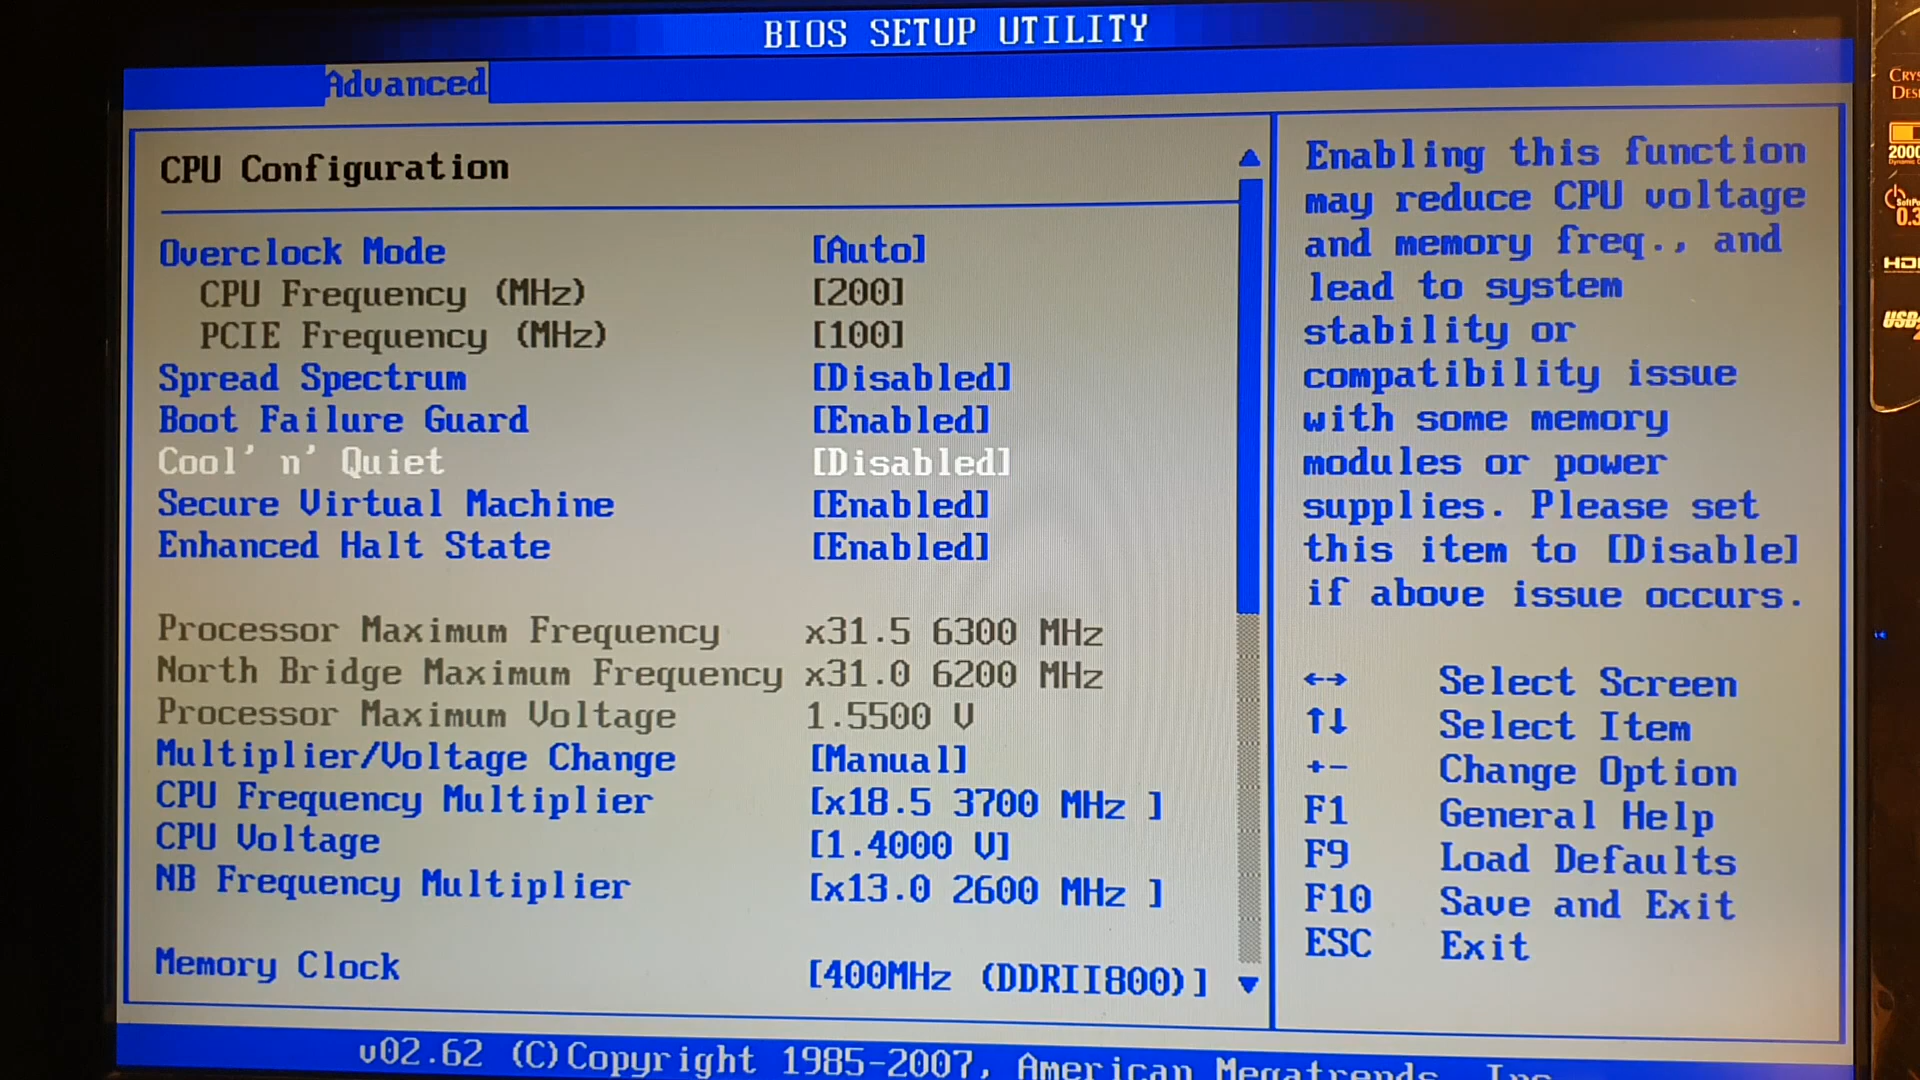 BIOS SETUP UTILITY
Advanced
CPU Configuration
Overclock Mode [Auto]
CPU Frequency (MHz) [200]
PCIE Frequency (MHz) [100]
Spread Spectrum [Disabled]
Boot Failure Guard [Enabled]
Cool' n' Quiet [Disabled]
Secure Virtual Machine [Enabled]
Enhanced Halt State [Enabled]
Processor Maximum Frequency x31.5 6300 MHz
North Bridge Maximum Frequency x31.0 6200 MHz
Processor Maximum Voltage 1.5500 V
Multiplier/Voltage Change [Manual]
CPU Frequency Multiplier [x18.5 3700 MHz ]
CPU Voltage [1.4000 V]
NB Frequency Multiplier [x13.0 2600 MHz ]
Memory Clock [400MHz (DDRII800)]
Enabling this function
may reduce CPU voltage
and memory freq., and
lead to system
stability or
compatibility issue
with some memory
modules or power
supplies. Please set
this item to [Disable]
if above issue occurs.
←→ Select Screen
↑↓ Select Item
+- Change Option
F1 General Help
F9 Load Defaults
F10 Save and Exit
ESC Exit
v02.62 (C)Copyright 1985-2007, American Megatrends, Inc.
2000
0.3